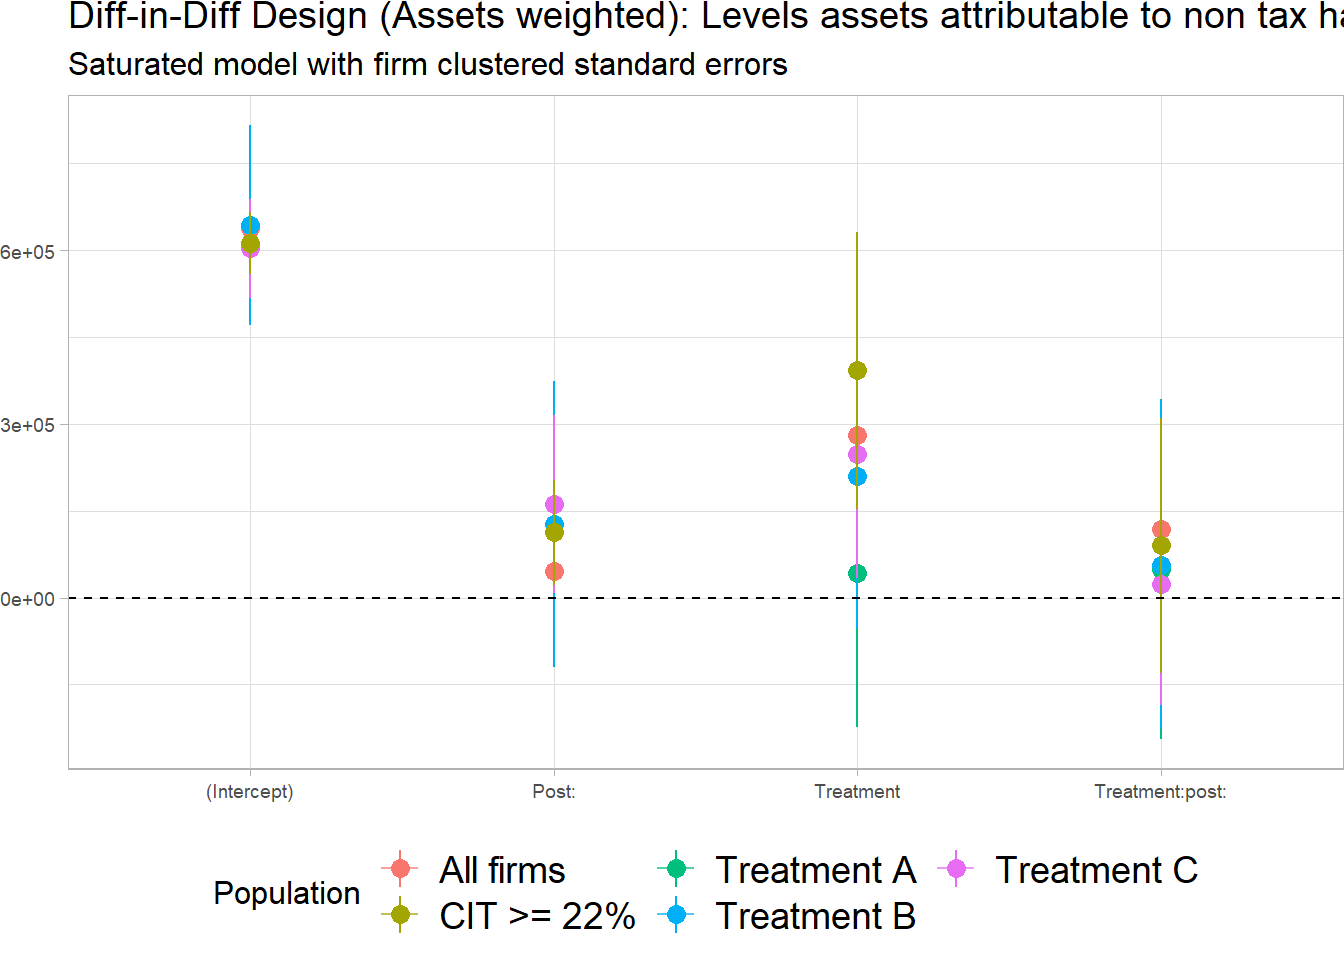 Diff-in-Diff Design (Assets weighted): Levels assets attributable to non tax
Saturated model with firm clustered standard errors
6e+05
3e+05
0e+00
(Intercept) Post: Treatment Treatment:post:
Population
All firms Treatment A Treatment C
CIT >= 22% Treatment B